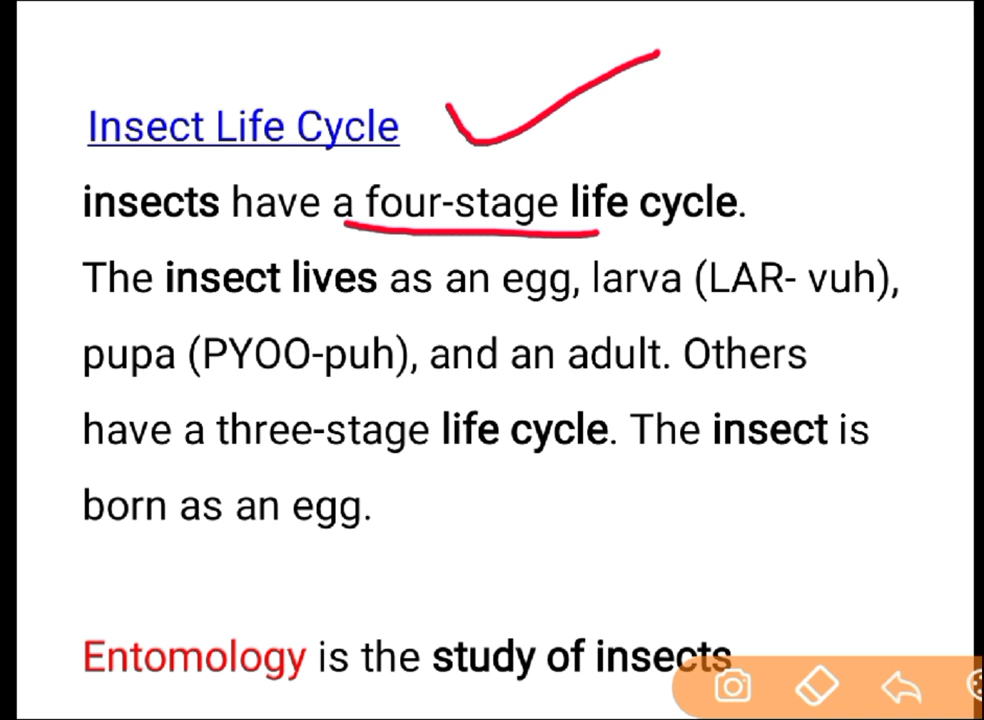 Insect Life Cycle
insects have a four-stage life cycle.
The insect lives as an egg, larva (LAR- vuh),
pupa (PYOO-puh), and an adult. Others
have a three-stage life cycle. The insect is
born as an egg.
Entomology is the study of insects